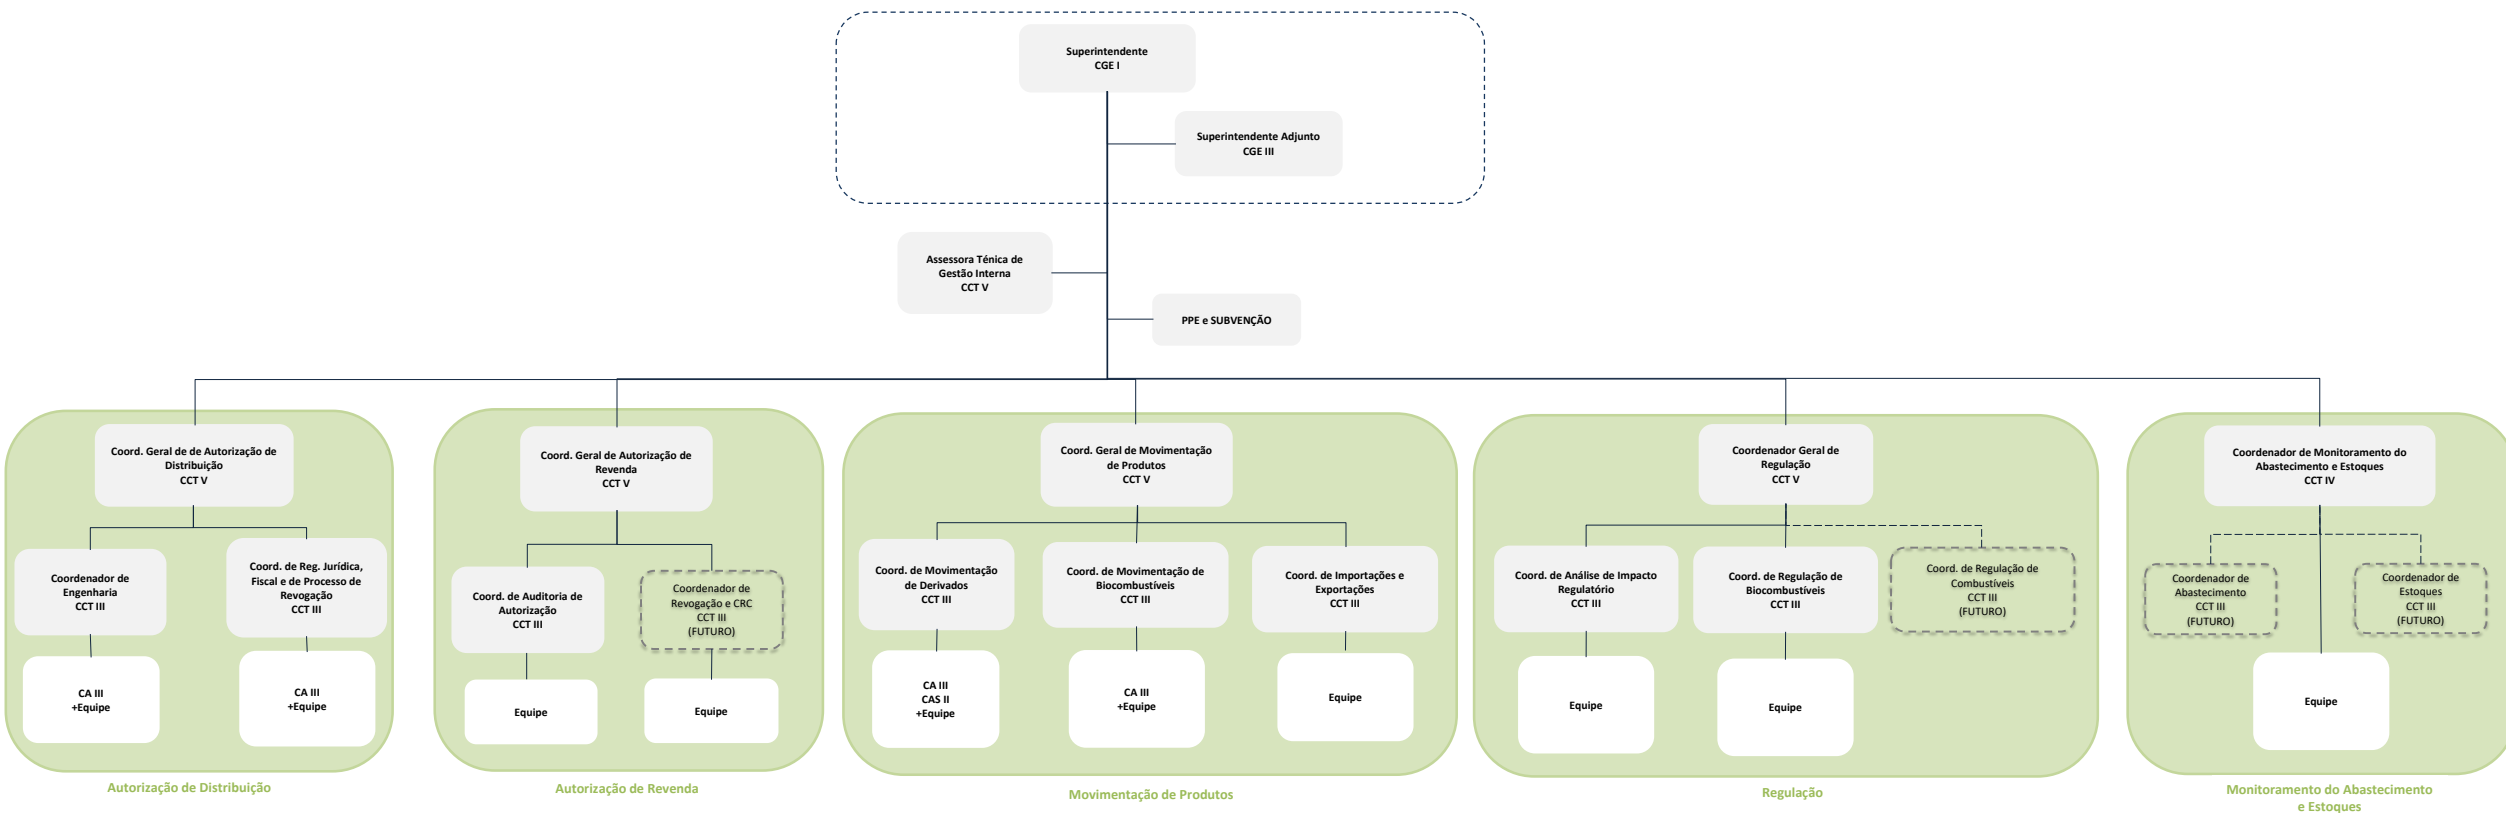 Superintendente
CGE I
Superintendente Adjunto
CGE III
Assessora Ténica de
Gestão Interna
CCT V
PPE e SUBVENÇÃO
Coord. Geral de de Autorização de
Distribuição
CCT V
Coordenador de
Engenharia
CCT III
Coord. de Reg. Jurídica,
Fiscal e de Processo de
Revogação
CCT III
CA III
+Equipe
CA III
+Equipe
Autorização de Distribuição
Coord. Geral de Autorização de
Revenda
CCT V
Coord. de Auditoria de
Autorização
CCT III
Coordenador de
Revogação e CRC
CCT III
(FUTURO)
Equipe
Equipe
Autorização de Revenda
Coord. Geral de Movimentação
de Produtos
CCT V
Coord. de Movimentação
de Derivados
CCT III
Coord. de Movimentação de
Biocombustíveis
CCT III
Coord. de Importações e
Exportações
CCT III
CA III
CAS II
+Equipe
CA III
+Equipe
Equipe
Movimentação de Produtos
Coordenador Geral de
Regulação
CCT V
Coord. de Análise de Impacto
Regulatório
CCT III
Coord. de Regulação de
Biocombustíveis
CCT III
Coord. de Regulação de
Combustíveis
CCT III
(FUTURO)
Equipe
Equipe
Regulação
Coordenador de Monitoramento do
Abastecimento e Estoques
CCT IV
Coordenador de
Abastecimento
CCT III
(FUTURO)
Coordenador de
Estoques
CCT III
(FUTURO)
Equipe
Monitoramento do Abastecimento
e Estoques